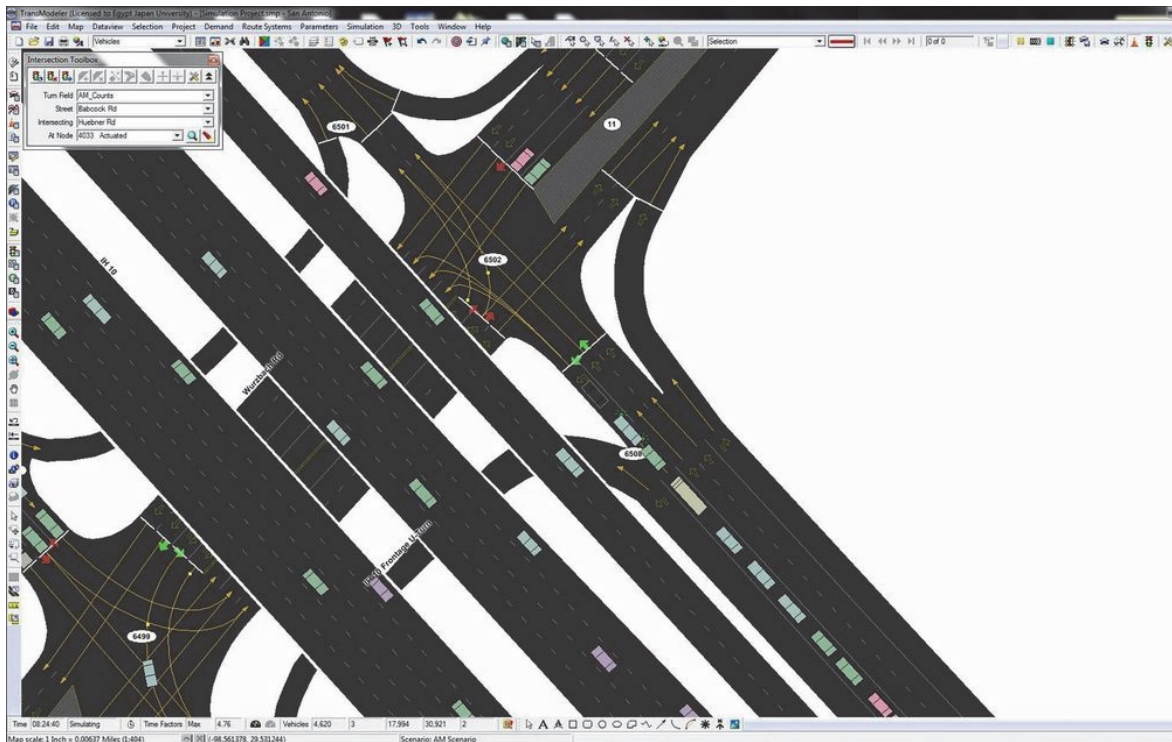 TransModeler (Licensed to Egypt Japan University) - [Simulation Project.smp - San Antonio]
File Edit Map Dataview Selection Project Demand Route Systems Parameters Simulation 3D Tools Window Help
Vehicles Selection 0 of 0
Intersection Toolbox
Turn Field AM_Counts
Street Babcock Rd
Intersecting Huebner Rd
At Node 4033 Actuated
6501
11
6502
IH 10
Wurzbach Rd
6508
IH 10 Frontage U-Turn
6499
Time 08:24:40 Simulating Time Factors Max 4.76 Vehicles 4,620 3 17,994 30,921 2
Map scale: 1 Inch = 0.00637 Miles (1:404) (-98.561378, 29.531244) Scenario: AM Scenario